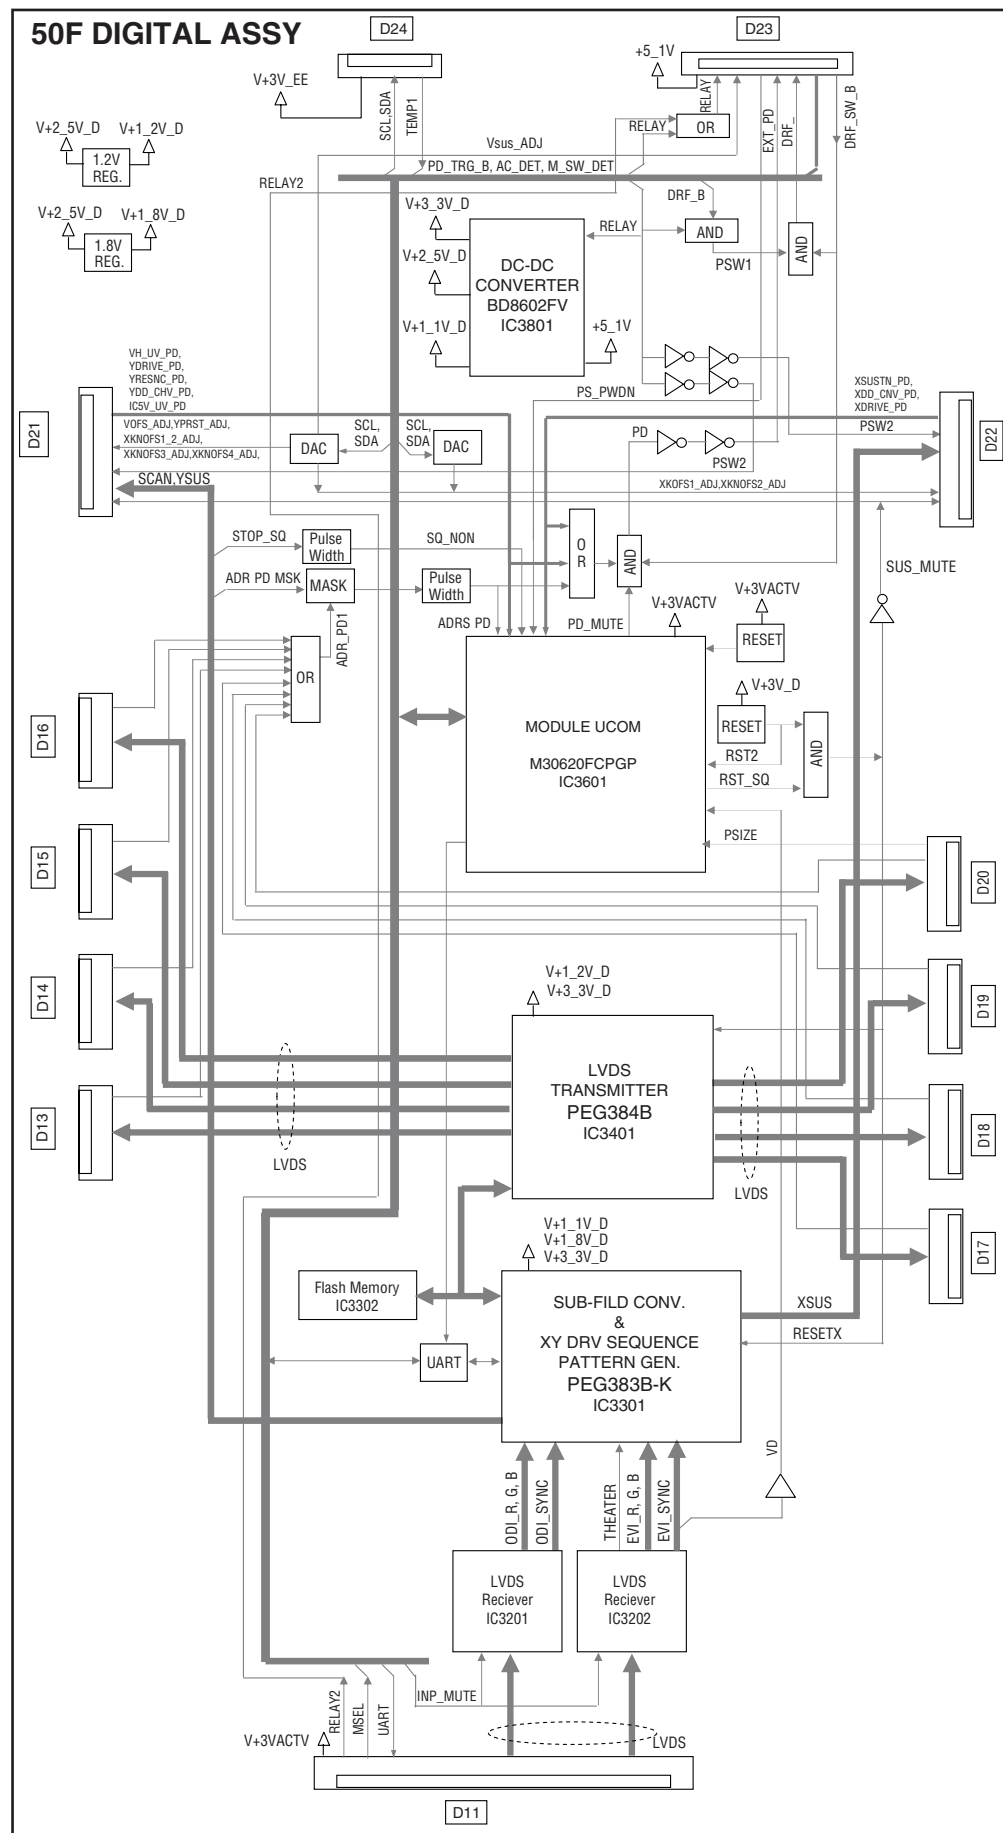 50F DIGITAL ASSY
D24
D23
+5_1V
V+3V_EE
SCL,SDA
TEMP1
RELAY
EXT_PD
DRF_
DRF_SW_B
V+2_5V_D
V+1_2V_D
1.2V
REG.
RELAY
OR
Vsus_ADJ
PD_TRG_B, AC_DET, M_SW_DET
RELAY2
DRF_B
V+2_5V_D
V+1_8V_D
1.8V
REG.
V+3_3V_D
RELAY
AND
AND
PSW1
V+2_5V_D
DC-DC
CONVERTER
BD8602FV
IC3801
V+1_1V_D
+5_1V
VH_UV_PD,
YDRIVE_PD,
YRESNC_PD,
YDD_CHV_PD,
IC5V_UV_PD
PS_PWDN
XSUSTN_PD,
XDD_CNV_PD,
XDRIVE_PD
PSW2
D21
D22
VOFS_ADJ,YPRST_ADJ,
XKNOFS1_2_ADJ,
XKNOFS3_ADJ,XKNOFS4_ADJ,
DAC
SCL,
SDA
SCL,
SDA
DAC
PD
PSW2
SCAN,YSUS
XKOFS1_ADJ,XKNOFS2_ADJ
STOP_SQ
Pulse
Width
SQ_NON
O
R
AND
SUS_MUTE
ADR PD MSK
MASK
Pulse
Width
ADRS PD
PD_MUTE
V+3VACTV
V+3VACTV
RESET
ADR_PD1
OR
D16
V+3V_D
RESET
MODULE UCOM
M30620FCPGP
IC3601
RST2
RST_SQ
AND
PSIZE
D15
D20
D14
D19
V+1_2V_D
V+3_3V_D
LVDS
TRANSMITTER
PEG384B
IC3401
D13
D18
LVDS
LVDS
D17
V+1_1V_D
V+1_8V_D
V+3_3V_D
Flash Memory
IC3302
SUB-FILD CONV.
&
XY DRV SEQUENCE
PATTERN GEN.
PEG383B-K
IC3301
XSUS
RESETX
UART
VD
ODI_R, G, B
ODI_SYNC
THEATER
EVI_R, G, B
EVI_SYNC
LVDS
Reciever
IC3201
LVDS
Reciever
IC3202
RELAY2
MSEL
UART
INP_MUTE
V+3VACTV
LVDS
D11